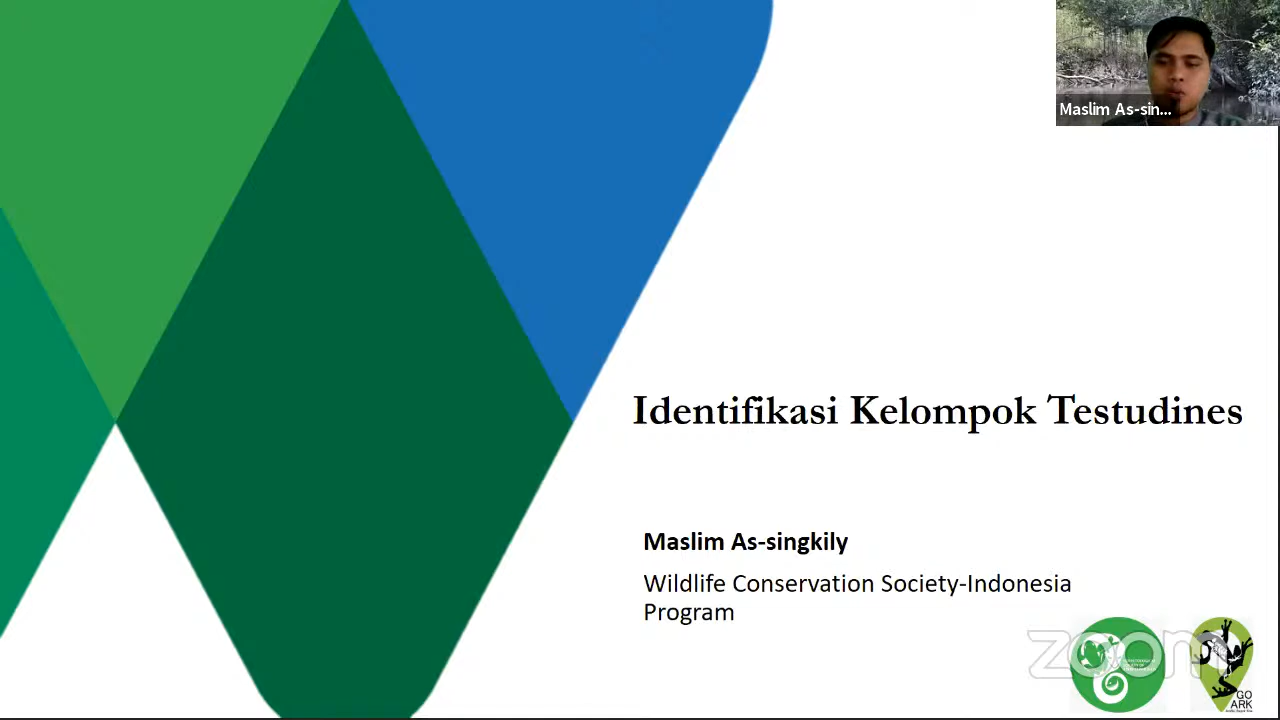 Maslim As-sin...
Identifikasi Kelompok Testudines
Maslim As-singkily
Wildlife Conservation Society-Indonesia
Program
zoom
GO
ARK